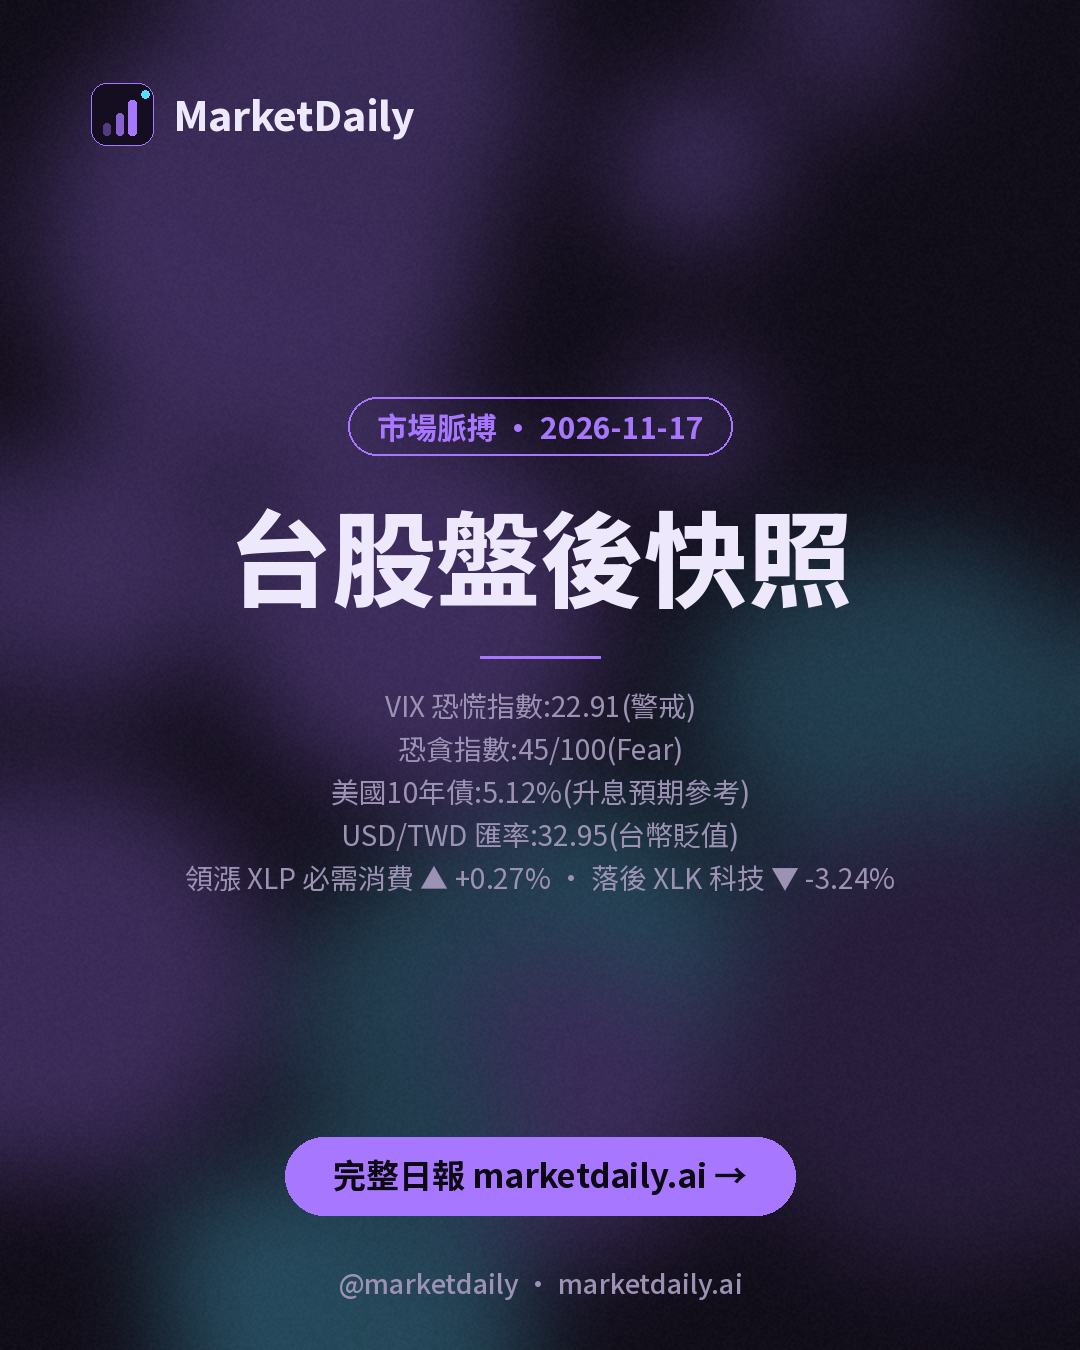 MarketDaily
市場脈搏 • 2026-11-17
台股盤後快照
VIX 恐慌指數:22.91(警戒)
恐貪指數:45/100(Fear)
美國10年債:5.12%(升息預期參考)
USD/TWD 匯率:32.95(台幣貶值)
領漲 XLP 必需消費 ▲ +0.27% • 落後 XLK 科技 ▼ -3.24%
完整日報 marketdaily.ai →
@marketdaily • marketdaily.ai